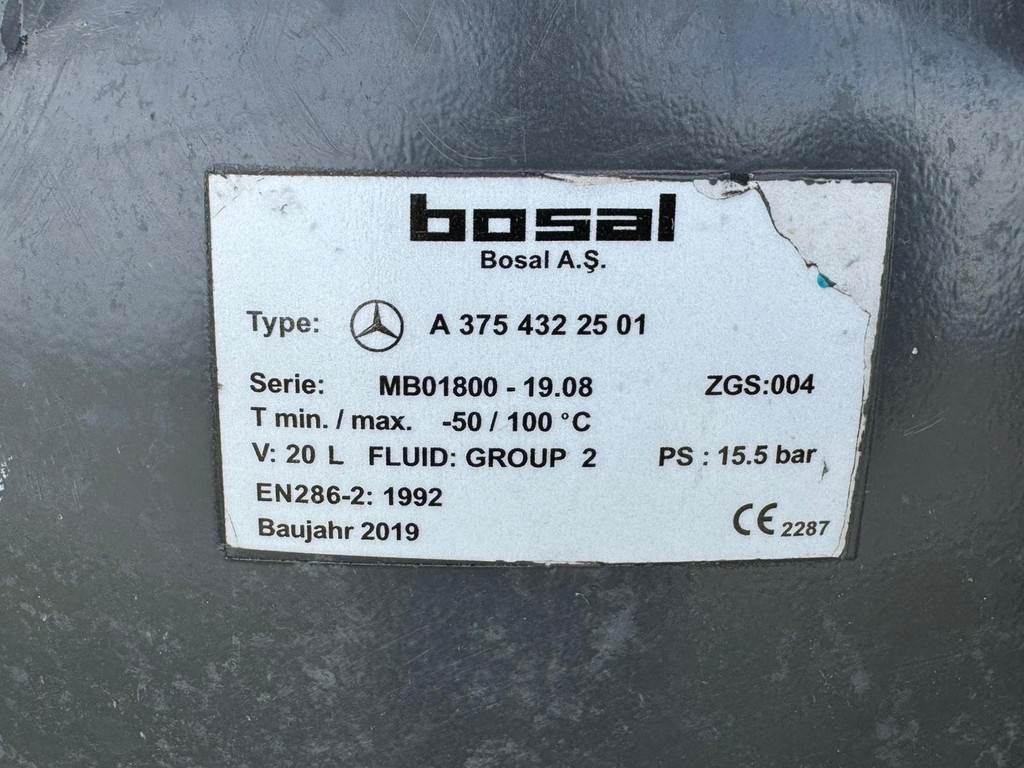 bosal
Bosal A.Ş.
Type: A 375 432 25 01
Serie: MB01800 - 19.08 ZGS:004
T min. / max. -50 / 100 °C
V: 20 L FLUID: GROUP 2 PS : 15.5 bar
EN286-2: 1992
Baujahr 2019 CE 2287